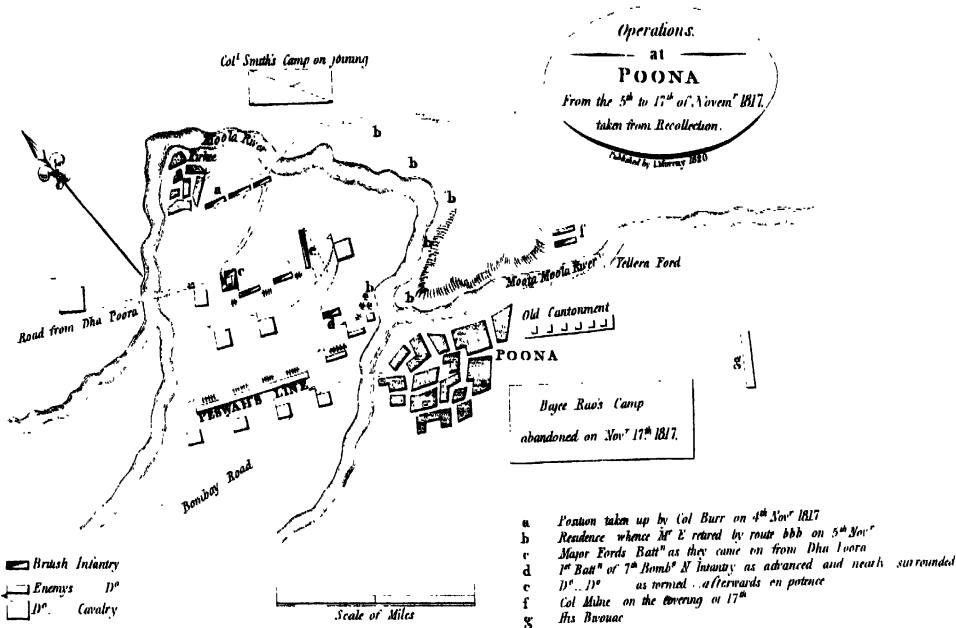 Operations.
at
POONA
From the 5th to 17th of Novemr 1817.
taken from Recollection.
Published by J. Murray 1820
Coll Smith's Camp on joining
b
Moola River
Kirkee
b
a
b
b
f
e
c
Moota Moola River
Yellera Ford
b
b
Road from Dha Poora
d
Old Cantonment
POONA
g
PESWAH'S LINE
Bajee Rao's Camp
abandoned on Novr 17th 1817.
Bombay Road
a Position taken up by Col Burr on 4th Novr 1817
b Residence whence Mr E retired by route bbb on 5th Novr
c Major Fords Battn as they came on from Dha Poora
d 1st Battn of 7th Bombe N Infantry as advanced and nearly surrounded
e Do.. Do as formed .. afterwards en potence
f Col Milne on the evering of 17th
g His Bivouac
British Infantry
Enemys Do
Do. Cavalry
Scale of Miles